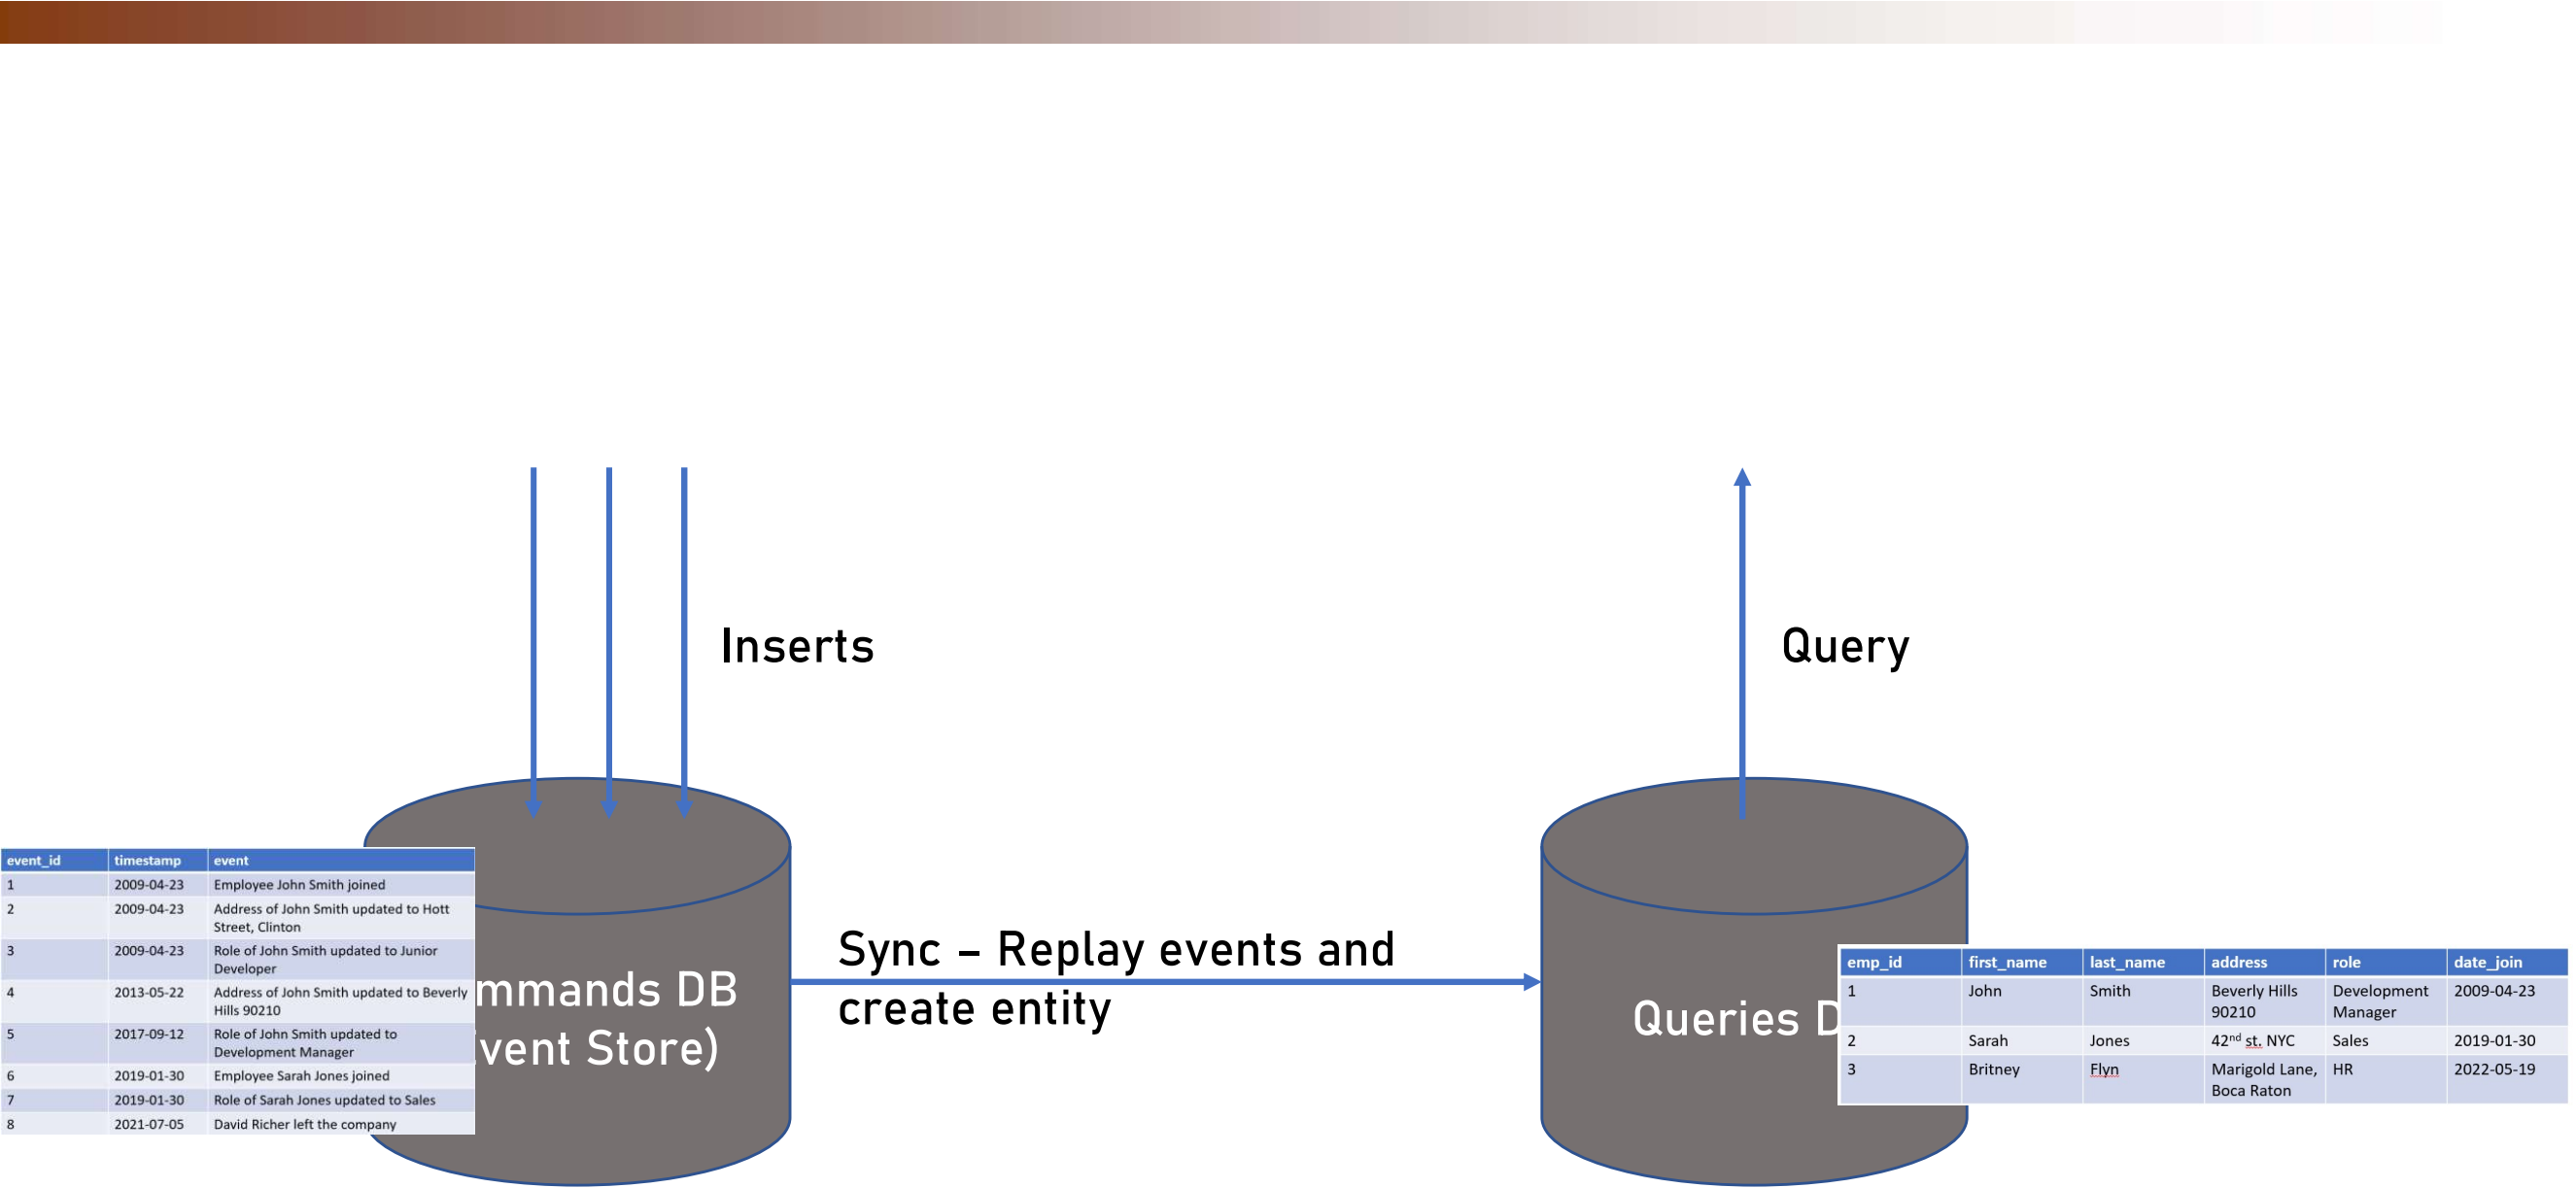 Inserts
Query
event_id timestamp event
1 2009-04-23 Employee John Smith joined
2 2009-04-23 Address of John Smith updated to Hott
Street, Clinton
3 2009-04-23 Role of John Smith updated to Junior
Developer
4 2013-05-22 Address of John Smith updated to Beverly
Hills 90210
5 2017-09-12 Role of John Smith updated to
Development Manager
6 2019-01-30 Employee Sarah Jones joined
7 2019-01-30 Role of Sarah Jones updated to Sales
8 2021-07-05 David Richer left the company
mmands DB
vent Store)
Sync – Replay events and
create entity
Queries D
emp_id first_name last_name address role date_join
1 John Smith Beverly Hills Development 2009-04-23
90210 Manager
2 Sarah Jones 42nd st. NYC Sales 2019-01-30
3 Britney Flyn Marigold Lane, HR 2022-05-19
Boca Raton